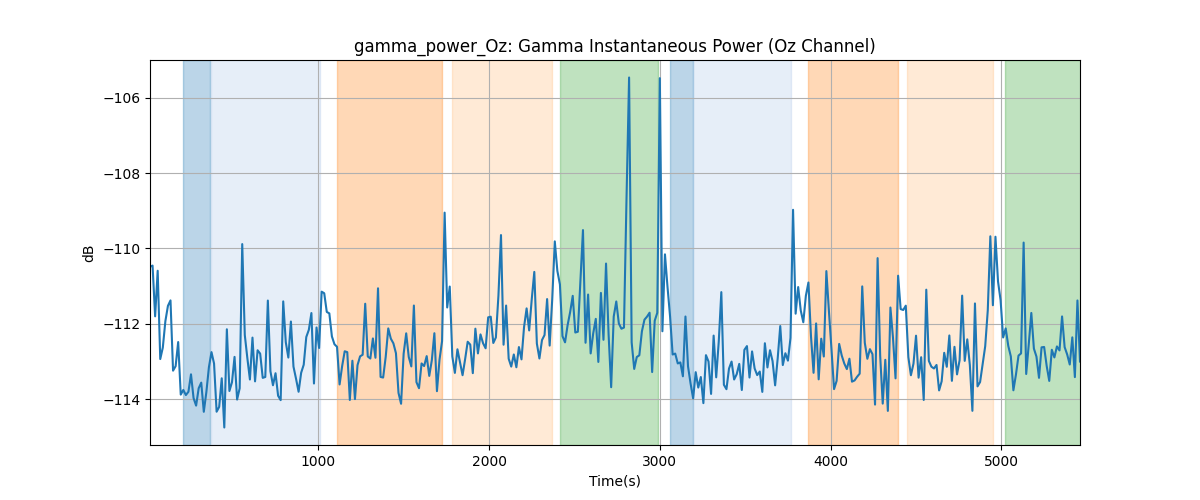 gamma_power_Oz: Gamma Instantaneous Power (Oz Channel)
−106
−108
−110
−112
−114
dB
1000 2000 3000 4000 5000
Time(s)